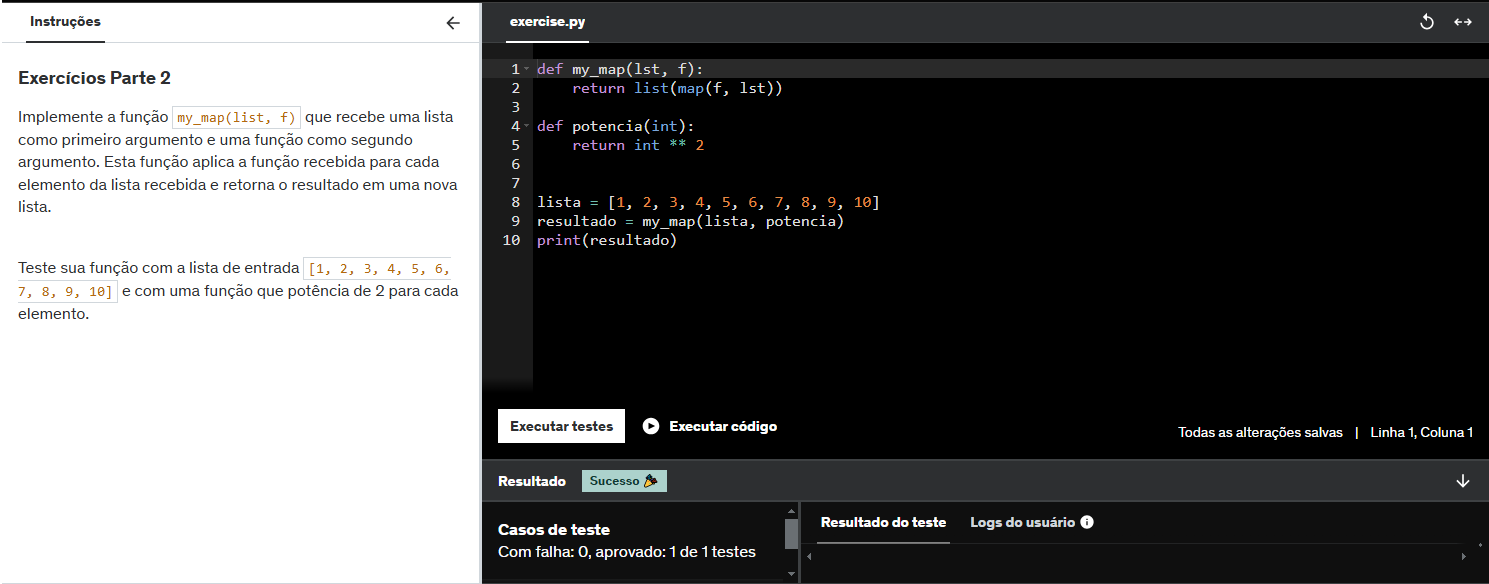 Instruções
Exercícios Parte 2
Implemente a função my_map(list, f) que recebe uma lista
como primeiro argumento e uma função como segundo
argumento. Esta função aplica a função recebida para cada
elemento da lista recebida e retorna o resultado em uma nova
lista.
Teste sua função com a lista de entrada [1, 2, 3, 4, 5, 6,
7, 8, 9, 10] e com uma função que potência de 2 para cada
elemento.
exercise.py
1 def my_map(lst, f):
2     return list(map(f, lst))
3
4 def potencia(int):
5     return int ** 2
6
7
8 lista = [1, 2, 3, 4, 5, 6, 7, 8, 9, 10]
9 resultado = my_map(lista, potencia)
10 print(resultado)
Executar testes
Executar código
Todas as alterações salvas | Linha 1, Coluna 1
Resultado
Sucesso 🎉
Casos de teste
Com falha: 0, aprovado: 1 de 1 testes
Resultado do teste
Logs do usuário